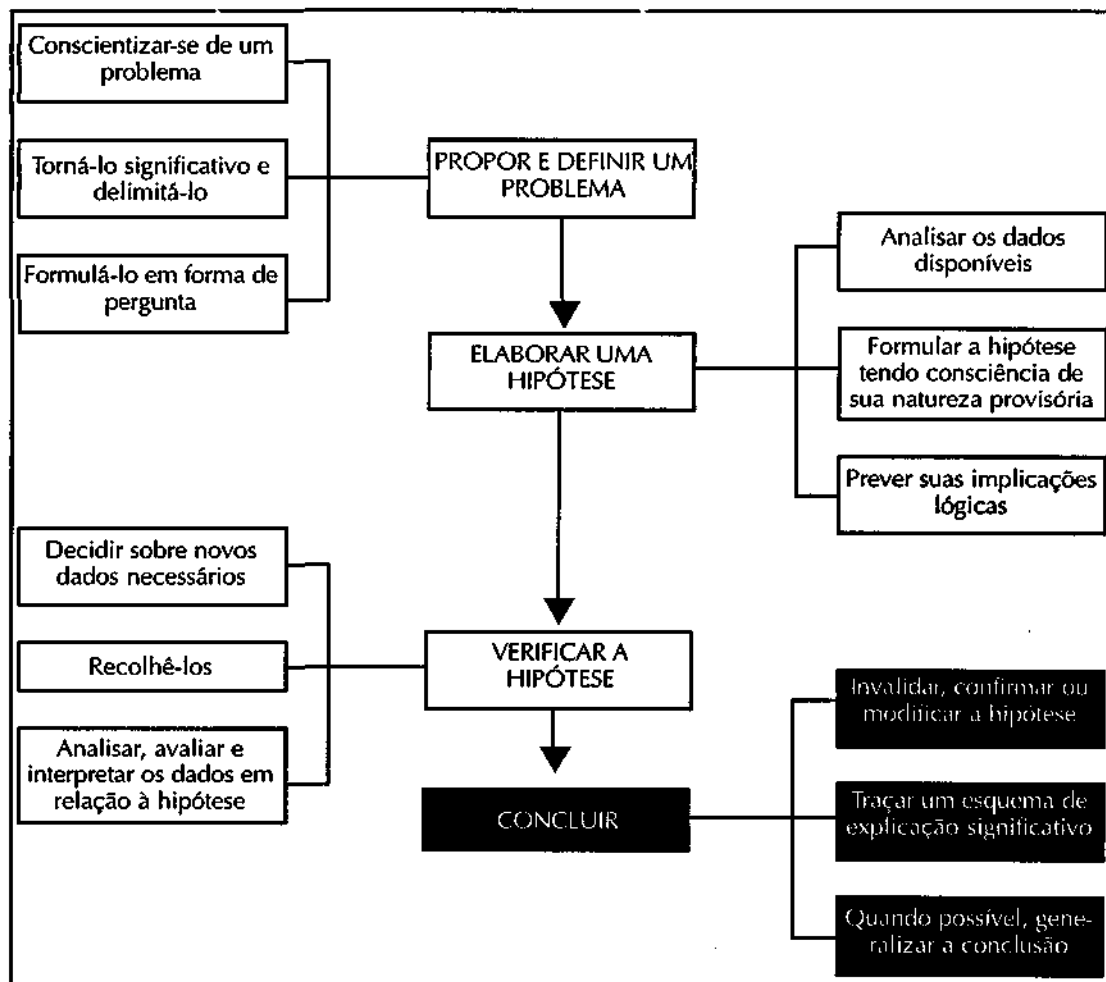 Conscientizar-se de um
problema
Torná-lo significativo e
delimitá-lo
Formulá-lo em forma de
pergunta
PROPOR E DEFINIR UM
PROBLEMA
ELABORAR UMA
HIPÓTESE
Analisar os dados
disponíveis
Formular a hipótese
tendo consciência de
sua natureza provisória
Prever suas implicações
lógicas
Decidir sobre novos
dados necessários
Recolhê-los
Analisar, avaliar e
interpretar os dados em
relação à hipótese
VERIFICAR A
HIPÓTESE
CONCLUIR
Invalidar, confirmar ou
modificar a hipótese
Traçar um esquema de
explicação significativo
Quando possível, gene-
ralizar a conclusão